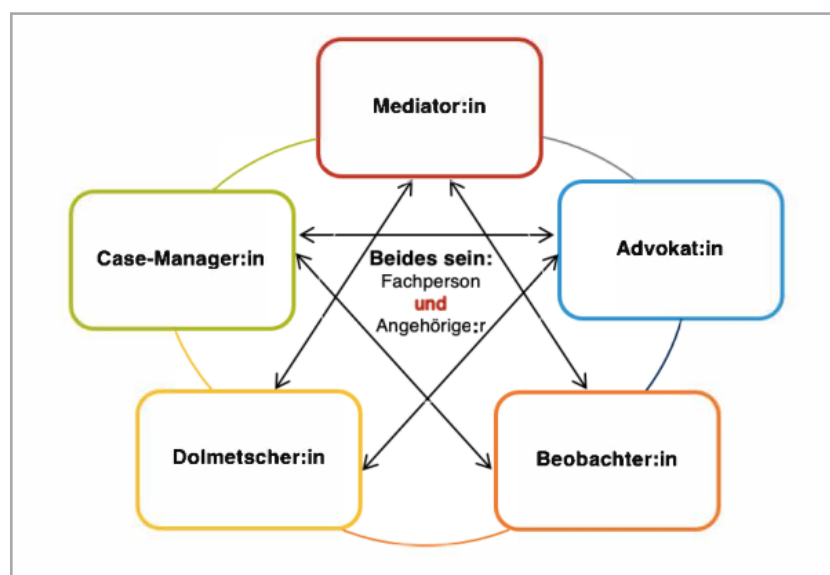 Mediator:in
Case-Manager:in
Advokat:in
Beides sein:
Fachperson
und
Angehörige:r
Dolmetscher:in
Beobachter:in